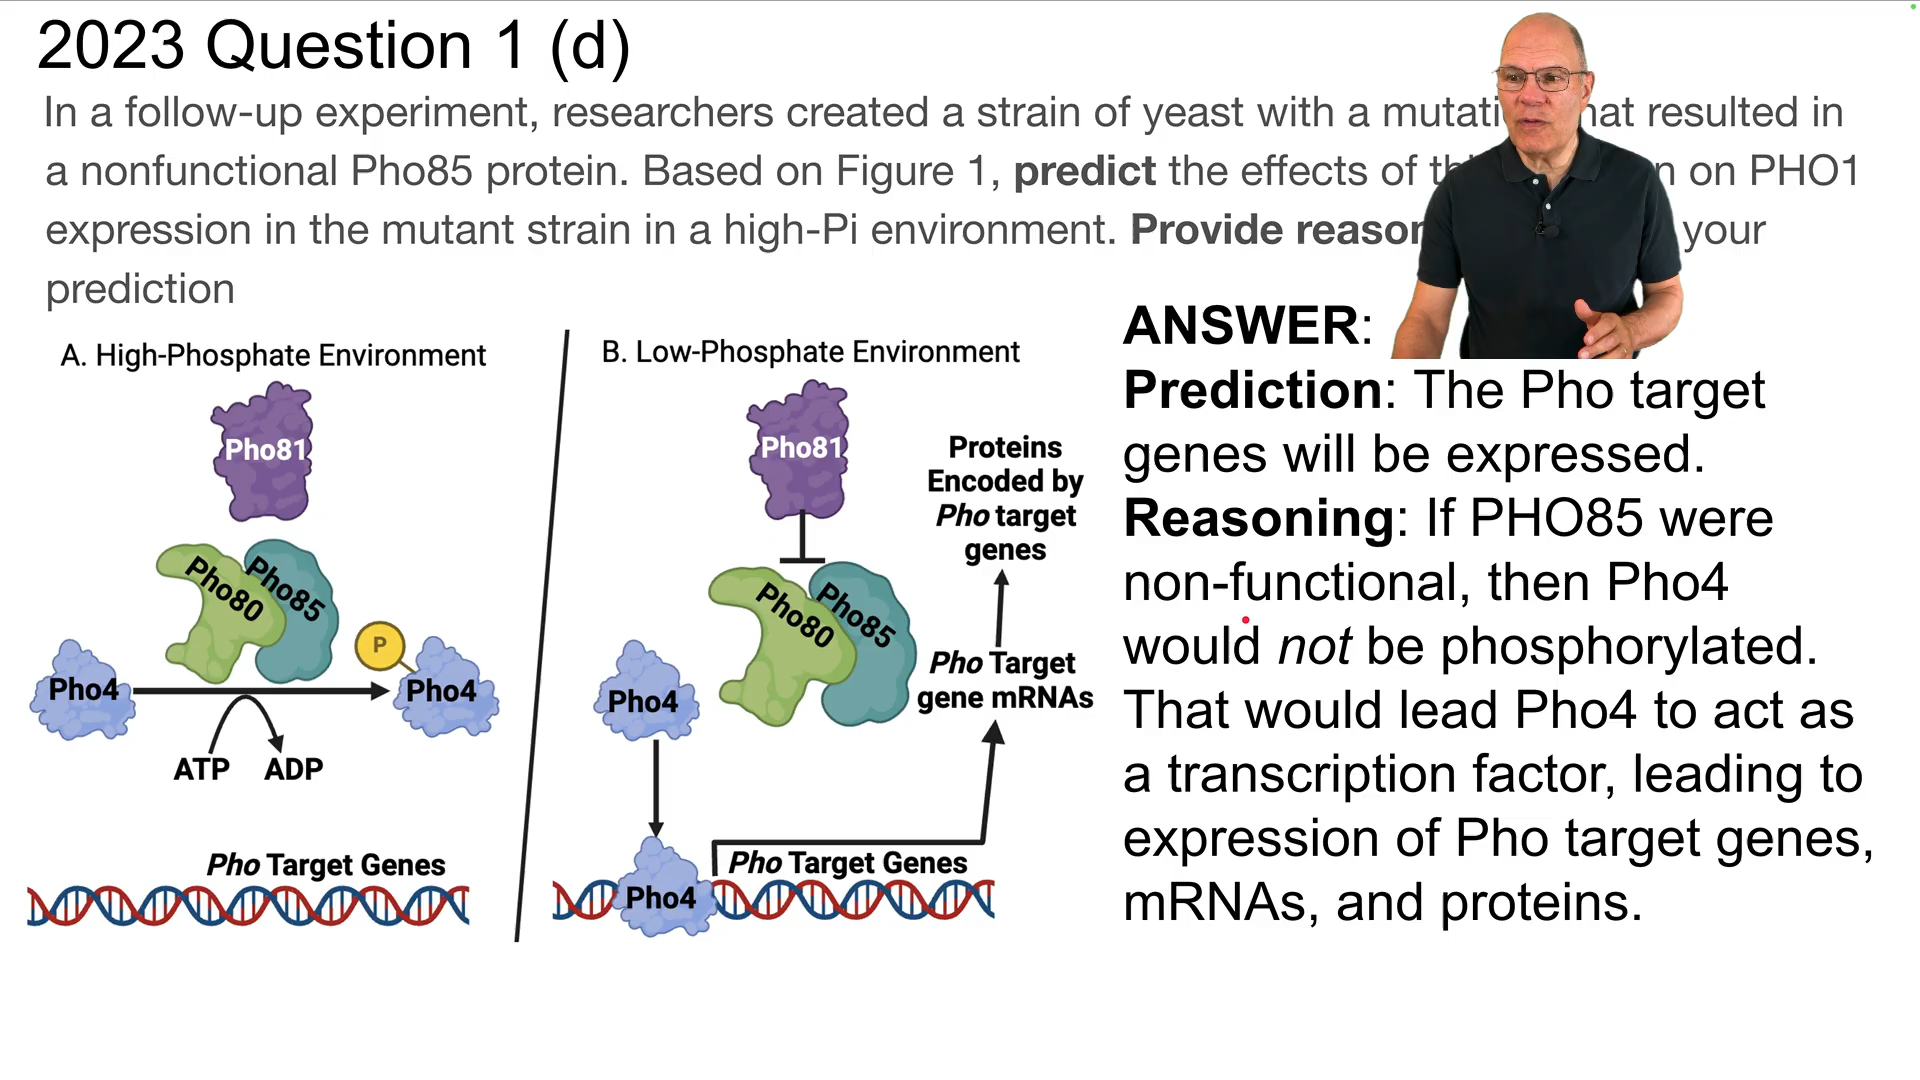 2023 Question 1 (d)
In a follow-up experiment, researchers created a strain of yeast with a mutati hat resulted in
a nonfunctional Pho85 protein. Based on Figure 1, predict the effects of th n on PHO1
expression in the mutant strain in a high-Pi environment. Provide reason your
prediction
A. High-Phosphate Environment
Pho81
Pho80
Pho85
P
Pho4
Pho4
ATP
ADP
Pho Target Genes
B. Low-Phosphate Environment
Pho81
Proteins
Encoded by
Pho target
genes
Pho80
Pho85
Pho4
Pho Target
gene mRNAs
Pho Target Genes
Pho4
ANSWER:
Prediction: The Pho target
genes will be expressed.
Reasoning: If PHO85 were
non-functional, then Pho4
would not be phosphorylated.
That would lead Pho4 to act as
a transcription factor, leading to
expression of Pho target genes,
mRNAs, and proteins.